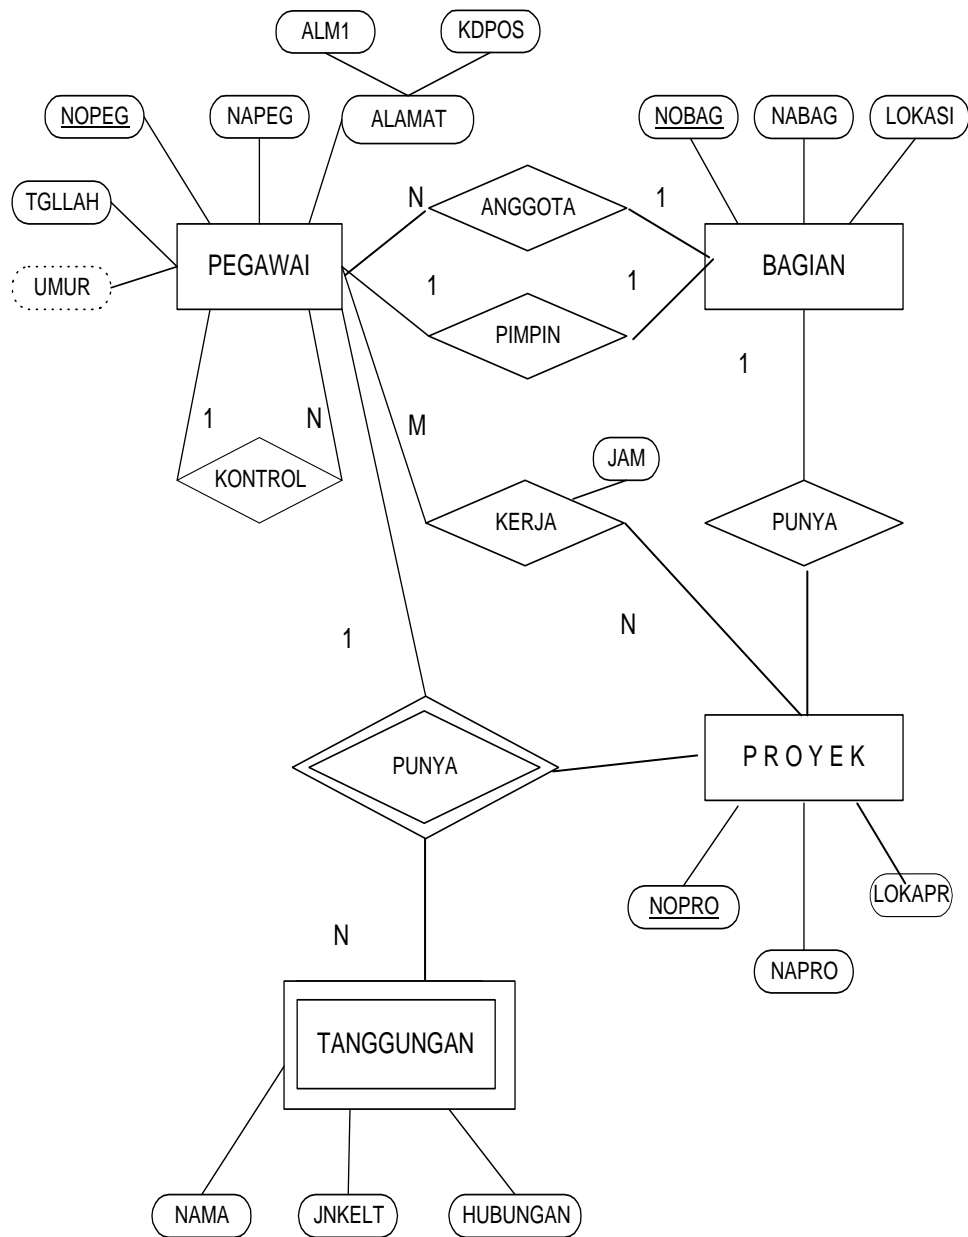 ALM1
KDPOS
NOPEG
NAPEG
ALAMAT
NOBAG
NABAG
LOKASI
TGLLAH
N
ANGGOTA
1
PEGAWAI
BAGIAN
UMUR
1
1
PIMPIN
1
1
N
M
KONTROL
JAM
KERJA
PUNYA
N
1
PUNYA
P R O Y E K
NOPRO
LOKAPR
N
NAPRO
TANGGUNGAN
NAMA
JNKELT
HUBUNGAN